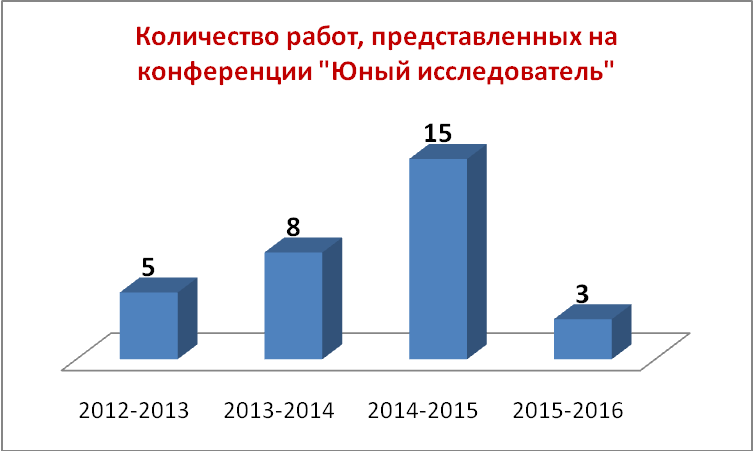 Количество работ, представленных на
конференции "Юный исследователь"
15
8
5
3
2012-2013 2013-2014 2014-2015 2015-2016